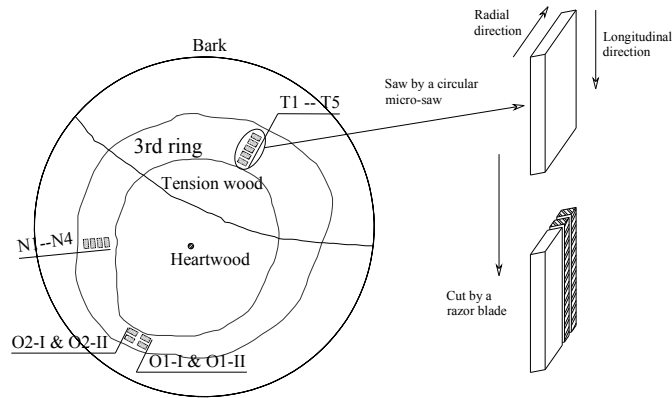 Bark
T1 -- T5
3rd ring
Tension wood
N1--N4
Heartwood
O2-I & O2-II
O1-I & O1-II
Radial
direction
Longitudinal
direction
Saw by a circular
micro-saw
Cut by a
razor blade